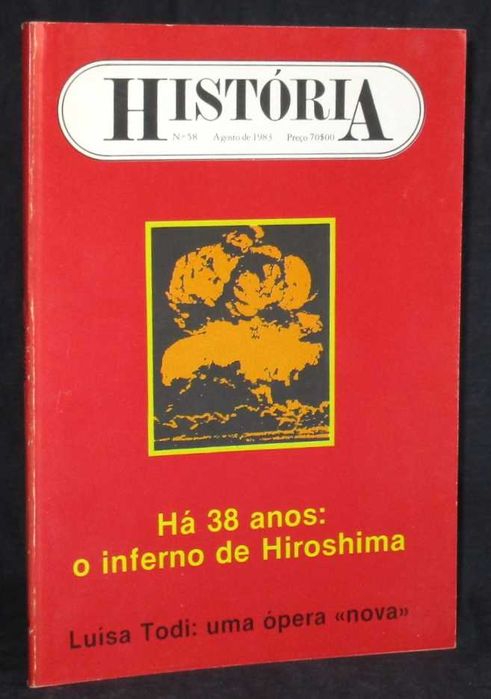 HISTÓRIA
Nº 58 Agosto de 1983 Preço 70$00
Há 38 anos:
o inferno de Hiroshima
Luísa Todi: uma ópera «nova»